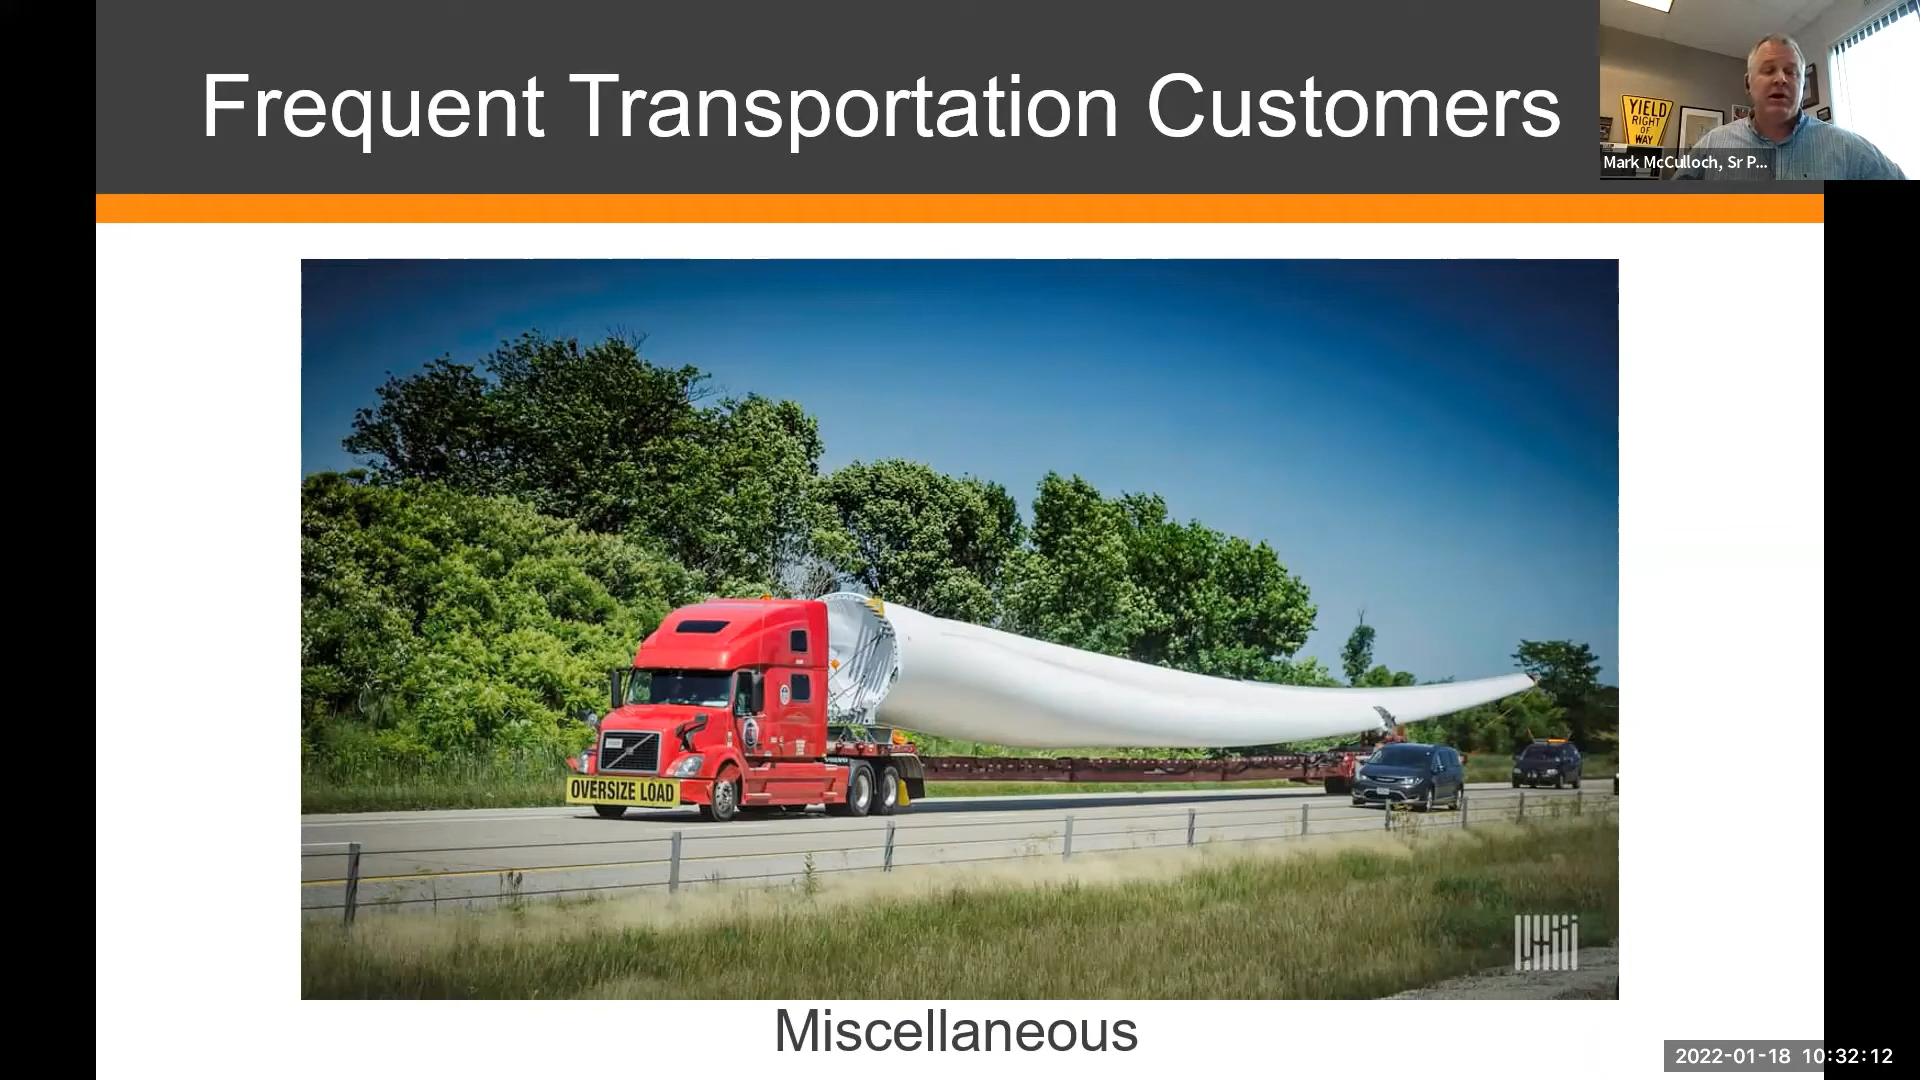 Frequent Transportation Customers
YIELD
RIGHT
OF
WAY
Mark McCulloch, Sr P...
VOLVO
OVERSIZE LOAD
Miscellaneous
2022-01-18 10:32:12